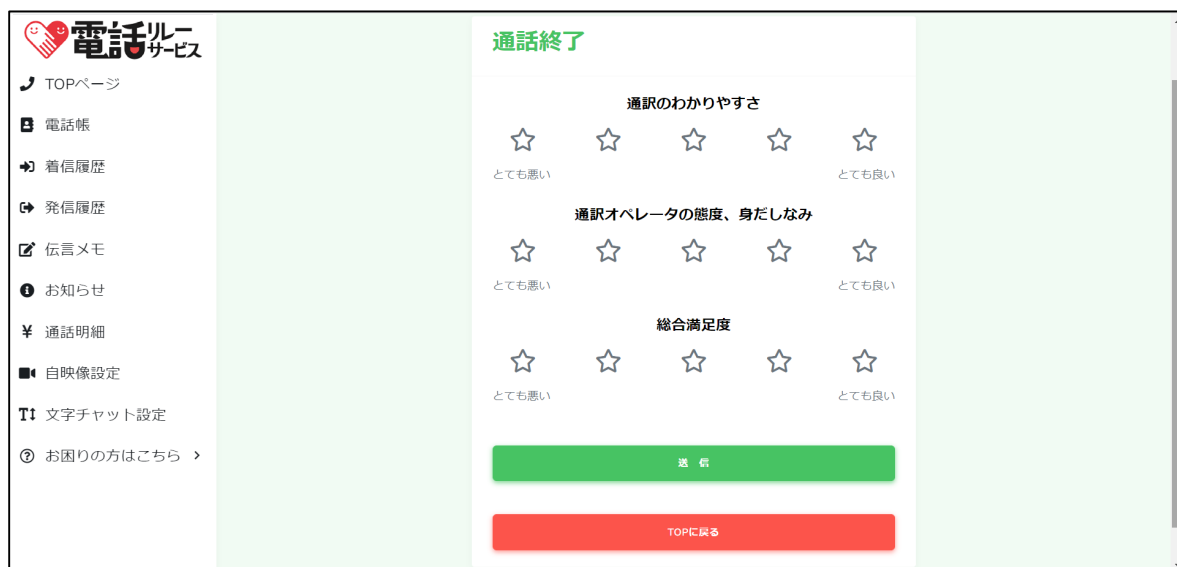 電話リレーサービス
TOPページ
電話帳
着信履歴
発信履歴
伝言メモ
お知らせ
¥ 通話明細
自映像設定
文字チャット設定
お困りの方はこちら
通話終了
通訳のわかりやすさ
とても悪い とても良い
通訳オペレータの態度、身だしなみ
とても悪い とても良い
総合満足度
とても悪い とても良い
送 信
TOPに戻る